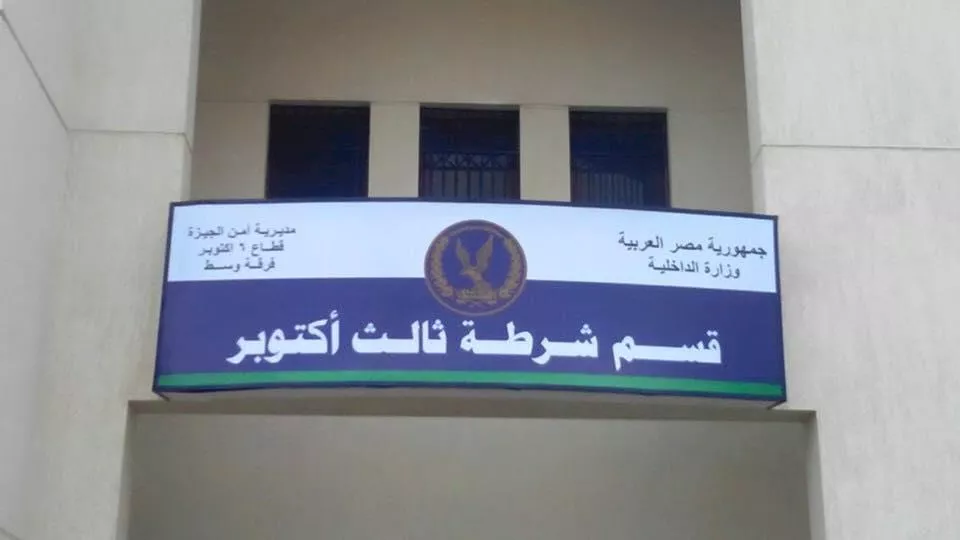 جمهورية مصر العربية
وزارة الداخلية
مديرية أمن الجيزة
قطاع ٦ اكتوبر
فرقة وسط
قسم شرطة ثالث أكتوبر